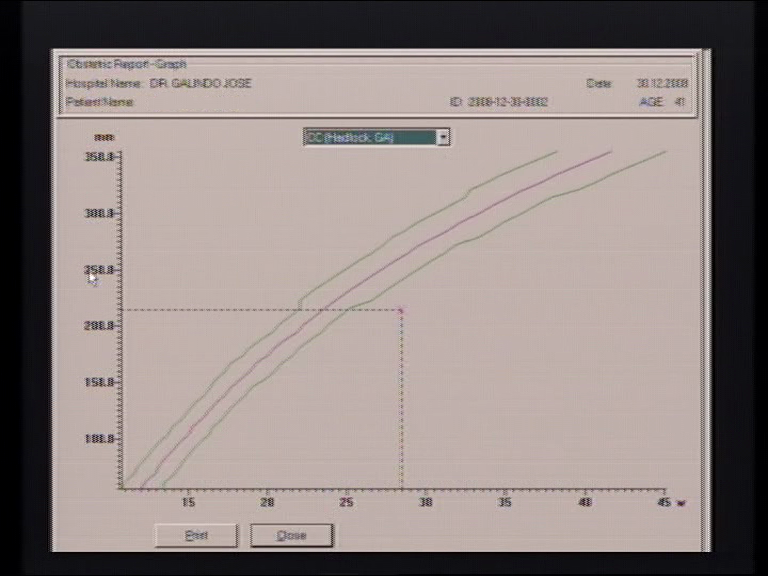 Obstetric Report - Graph
Hospital Name: DR. GALINDO JOSE Date: 30.12.2008
Patient Name: ID: 2008-12-30-0002 AGE: 41
mm
OC (Hadlock: GA)
350.0
300.0
250.0
200.0
150.0
100.0
15 20 25 30 35 40 45 w
Print Close